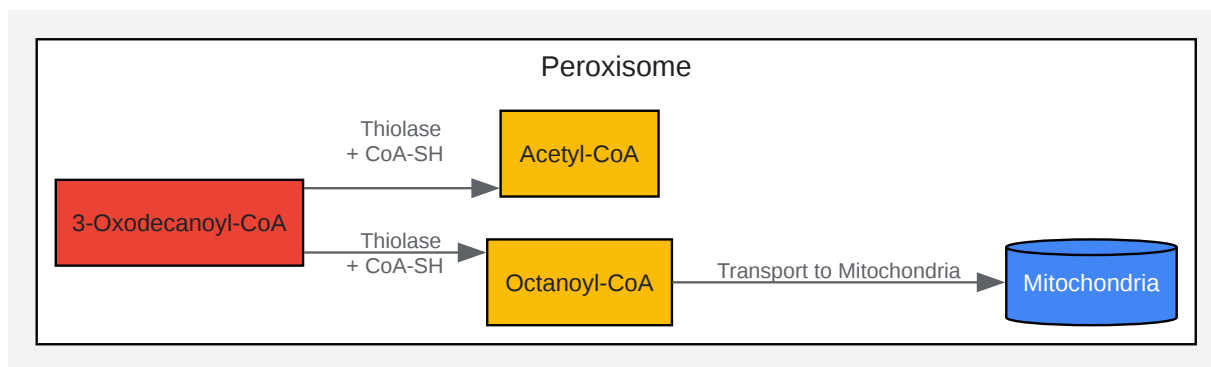 Peroxisome
Thiolase
+ CoA-SH
Acetyl-CoA
3-Oxodecanoyl-CoA
Thiolase
+ CoA-SH
Octanoyl-CoA
Transport to Mitochondria
Mitochondria